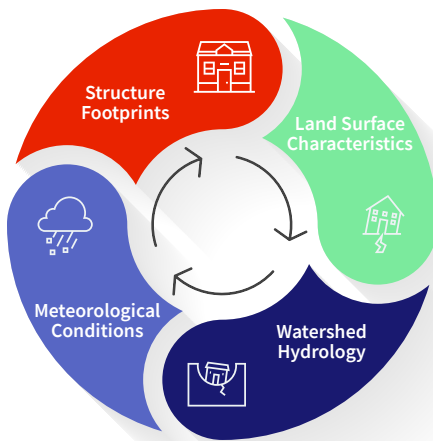 Structure
Footprints
Land Surface
Characteristics
Watershed
Hydrology
Meteorological
Conditions